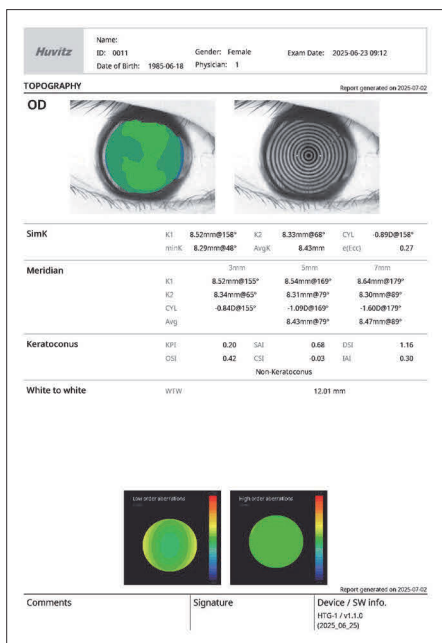 Huvitz
Name:
ID: 0011 Gender: Female Exam Date: 2025-06-23 09:12
Date of Birth: 1985-06-18 Physician: 1
TOPOGRAPHY Report generated on 2025-07-02
OD
SimK K1 8.52mm@158° K2 8.33mm@68° CYL -0.89D@158°
minK 8.29mm@48° AvgK 8.43mm e(Ecc) 0.27
Meridian 3mm 5mm 7mm
K1 8.52mm@155° 8.54mm@169° 8.64mm@179°
K2 8.34mm@65° 8.31mm@79° 8.30mm@89°
CYL -0.84D@155° -1.09D@169° -1.60D@179°
Avg 8.43mm@79° 8.47mm@89°
Keratoconus KPI 0.20 SAI 0.68 DSI 1.16
OSI 0.42 CSI -0.03 IAI 0.30
Non-Keratoconus
White to white WTW 12.01 mm
Low order aberrations High order aberrations
Report generated on 2025-07-02
Comments Signature Device / SW info.
HTG-1 / v1.1.0
(2025_06_25)